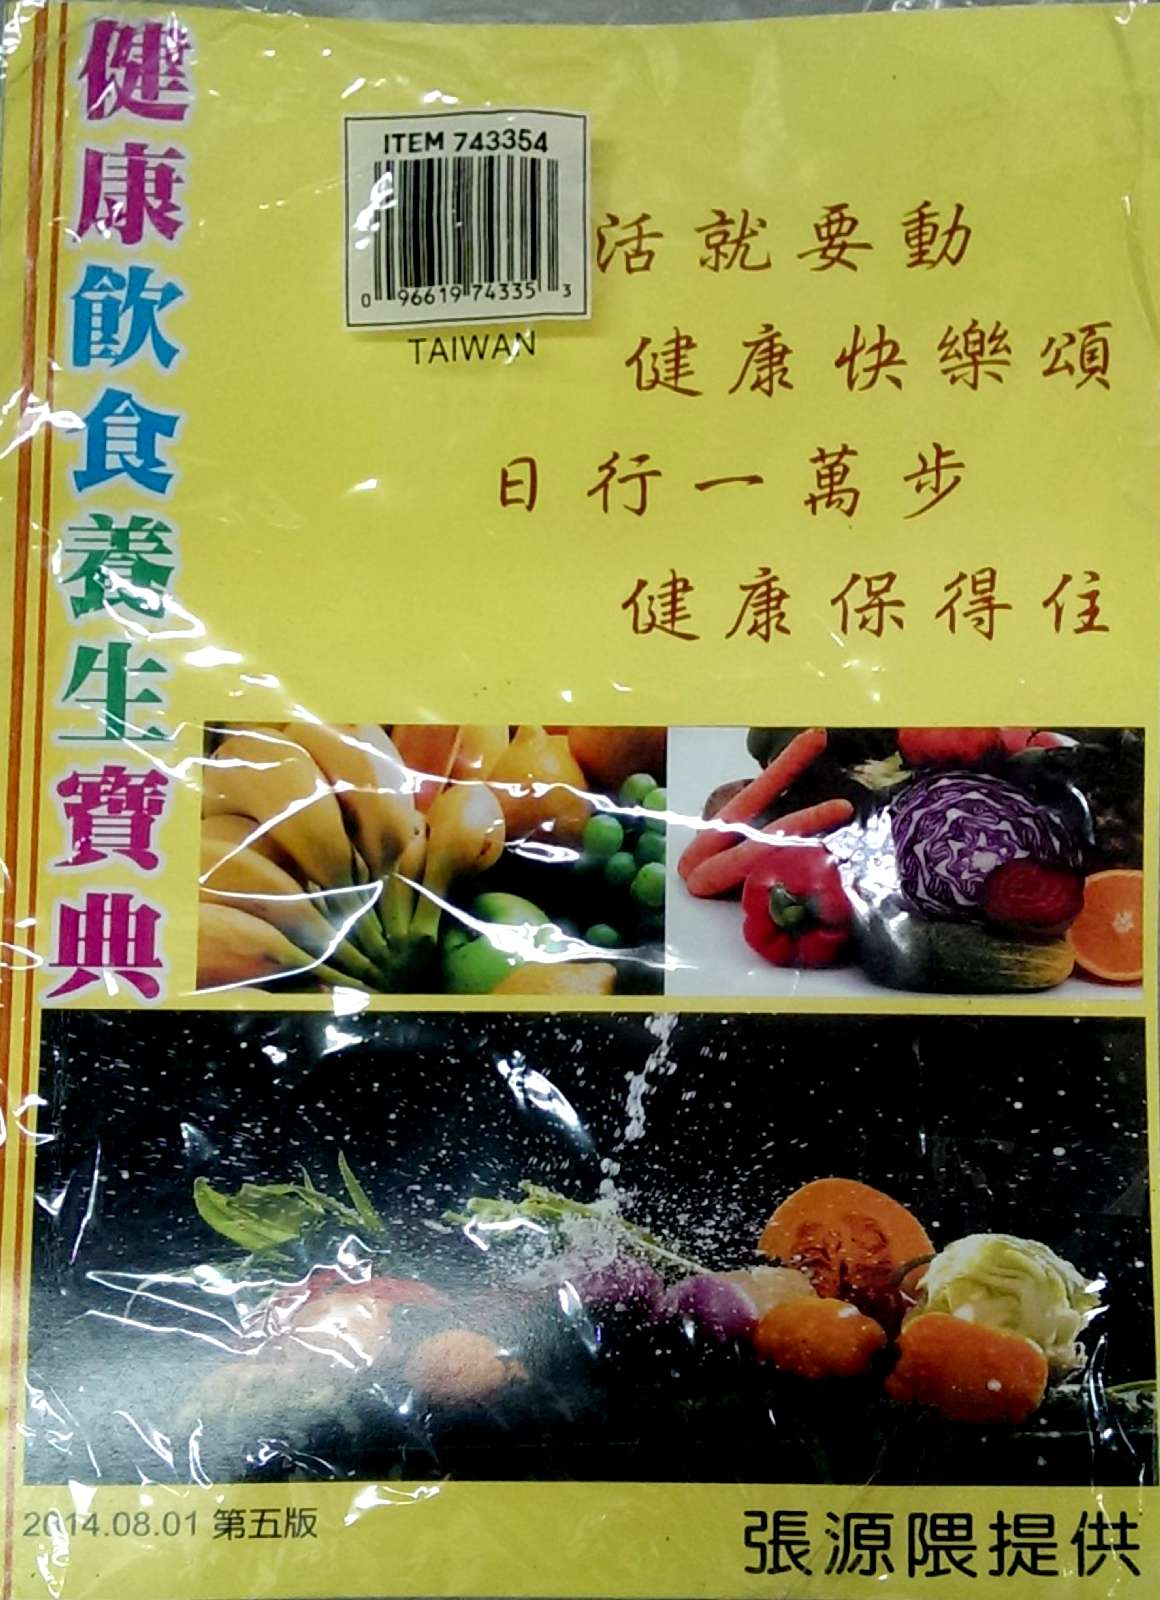 健康飲食養生寶典
ITEM 743354
0 96619 74335 3
TAIWAN
活就要動
健康快樂頌
日行一萬步
健康保得住
2014.08.01 第五版
張源隈提供